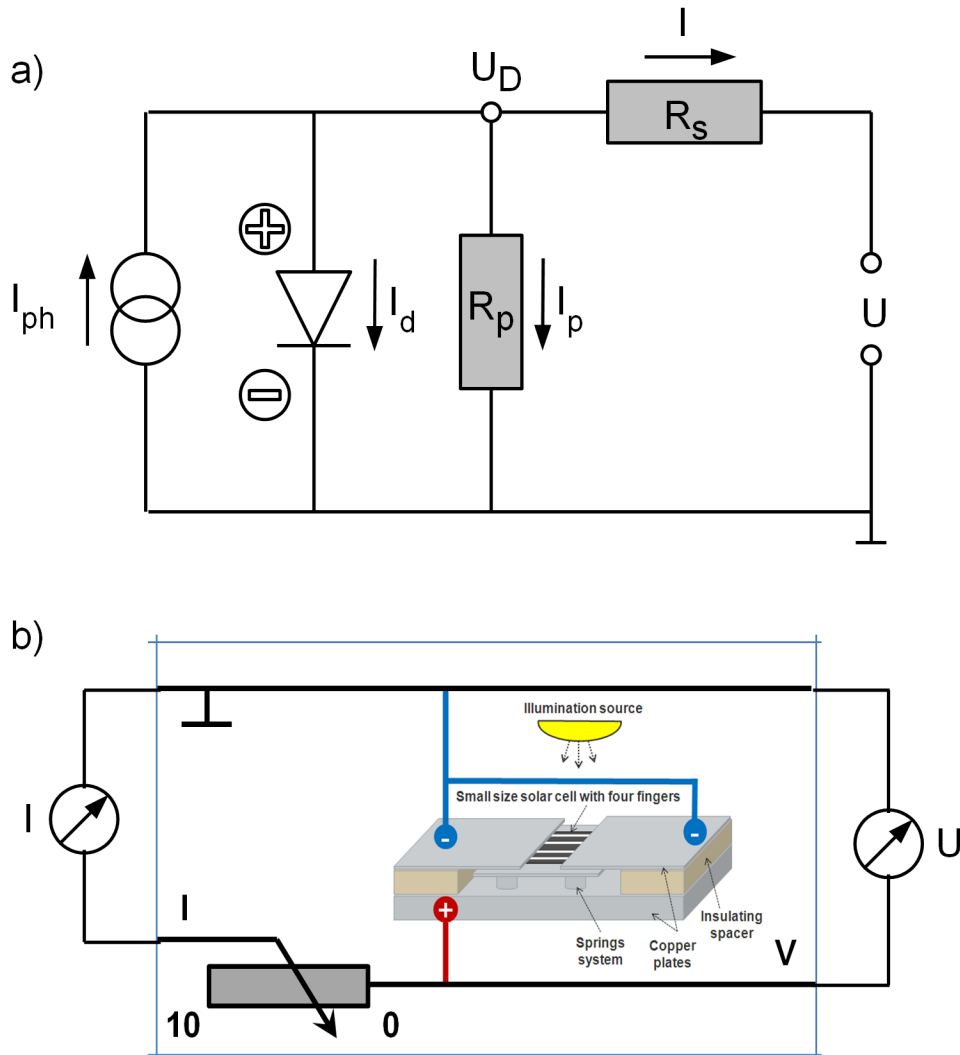 a)
I
U_D
R_s
I_ph
+
I_d
R_p
I_p
U
-
b)
Illumination source
Small size solar cell with four fingers
I
-
-
U
+
I
Springs system
Copper plates
Insulating spacer
V
10
0